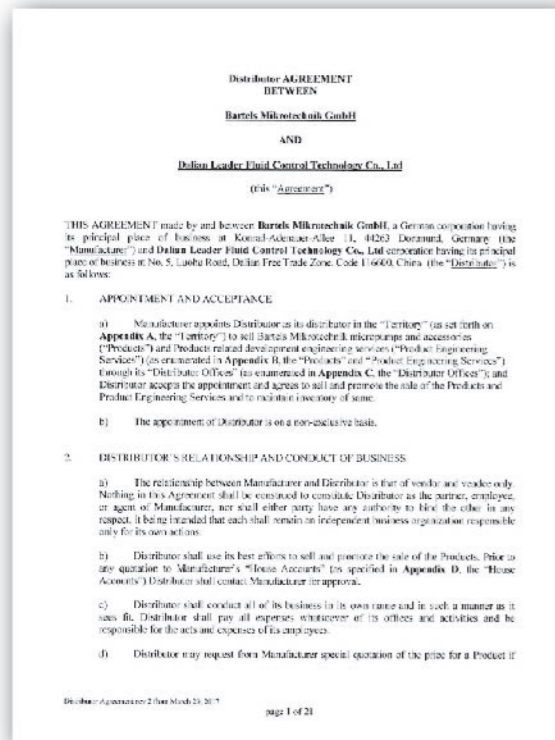 Distributor AGREEMENT
BETWEEN
Bartels Mikrotechnik GmbH
AND
Dalian Leader Fluid Control Technology Co., Ltd
(this “Agreement”)
THIS AGREEMENT made by and between Bartels Mikrotechnik GmbH, a German corporation having
its principal place of business at Konrad-Adenauer-Allee 11, 44263 Dortmund, Germany (the
“Manufacturer”) and Dalian Leader Fluid Control Technology Co., Ltd corporation having its principal
place of business at No. 5, Luohe Road, Dalian Free Trade Zone, Code 116600, China (the “Distributor”) is
as follows:
1. APPOINTMENT AND ACCEPTANCE
a) Manufacturer appoints Distributor as its distributor in the “Territory” (as set forth on
Appendix A, the “Territory”) to sell Bartels Mikrotechnik micropumps and accessories
(“Products”) and Products related development engineering services (“Product Engineering
Services”) (as enumerated in Appendix B, the “Products” and “Product Engineering Services”)
through its “Distributor Offices” (as enumerated in Appendix C, the “Distributor Offices”); and
Distributor accepts the appointment and agrees to sell and promote the sale of the Products and
Product Engineering Services and to maintain inventory of same.
b) The appointment of Distributor is on a non-exclusive basis.
2. DISTRIBUTOR’S RELATIONSHIP AND CONDUCT OF BUSINESS
a) The relationship between Manufacturer and Distributor is that of vendor and vendee only.
Nothing in this Agreement shall be construed to constitute Distributor as the partner, employee,
or agent of Manufacturer, nor shall either party have any authority to bind the other in any
respect, it being intended that each shall remain an independent business organization responsible
only for its own actions.
b) Distributor shall use its best efforts to sell and promote the sale of the Products. Prior to
any quotation to Manufacturer’s “House Accounts” (as specified in Appendix D, the “House
Accounts”) Distributor shall contact Manufacturer for approval.
c) Distributor shall conduct all of its business in its own name and in such a manner as it
sees fit. Distributor shall pay all expenses whatsoever of its offices and activities and be
responsible for the acts and expenses of its employees.
d) Distributor may request from Manufacturer special quotation of the price for a Product if
Distributor Agreement rev 2 from March 23, 2017
page 1 of 21